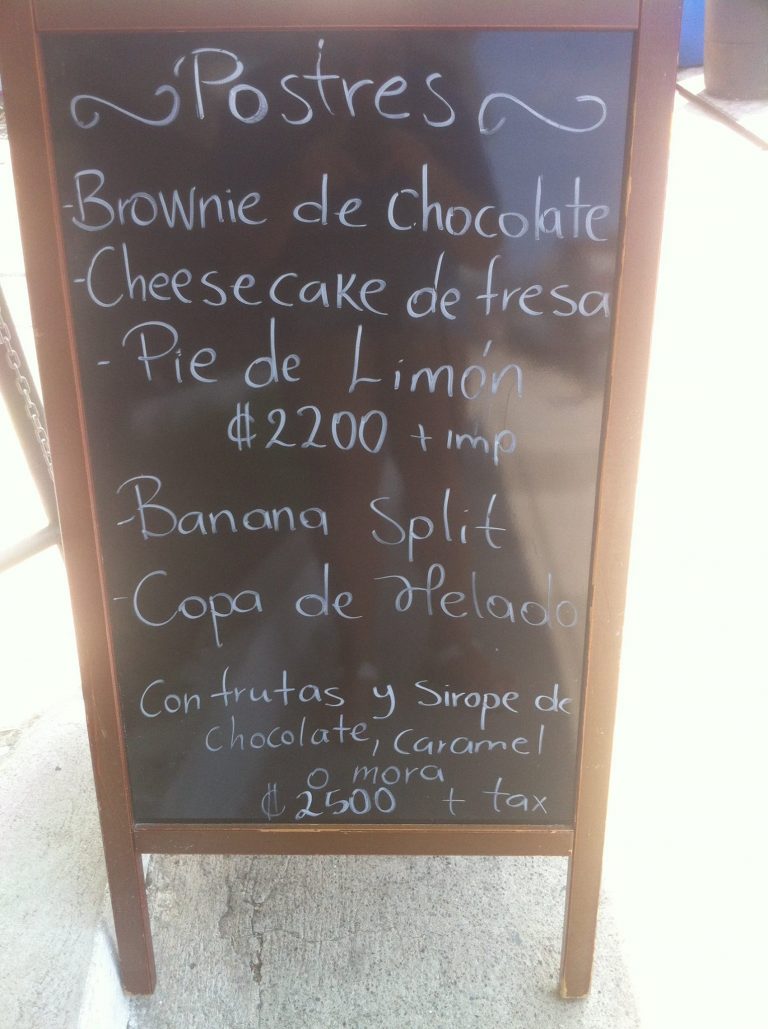 Postres
- Brownie de chocolate
- Cheesecake de fresa
- Pie de Limón
₡2200 + imp
- Banana Split
- Copa de Helado
Con frutas y Sirope de
chocolate, caramel
o mora
₡2500 + tax